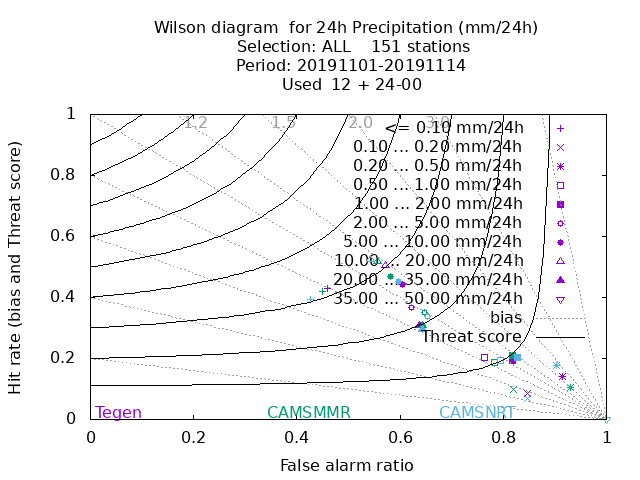 Wilson diagram  for 24h Precipitation (mm/24h)
Selection: ALL    151 stations
Period: 20191101-20191114
Used  12 + 24-00
1.2 1.5 2.0 3.0
<= 0.10 mm/24h
0.10 ... 0.20 mm/24h
0.20 ... 0.50 mm/24h
0.50 ... 1.00 mm/24h
1.00 ... 2.00 mm/24h
2.00 ... 5.00 mm/24h
5.00 ... 10.00 mm/24h
10.00 ... 20.00 mm/24h
20.00 ... 35.00 mm/24h
35.00 ... 50.00 mm/24h
bias
Threat score
Tegen CAMSMMR CAMSNRT
Hit rate (bias and Threat score)
1
0.8
0.6
0.4
0.2
0
0 0.2 0.4 0.6 0.8 1
False alarm ratio